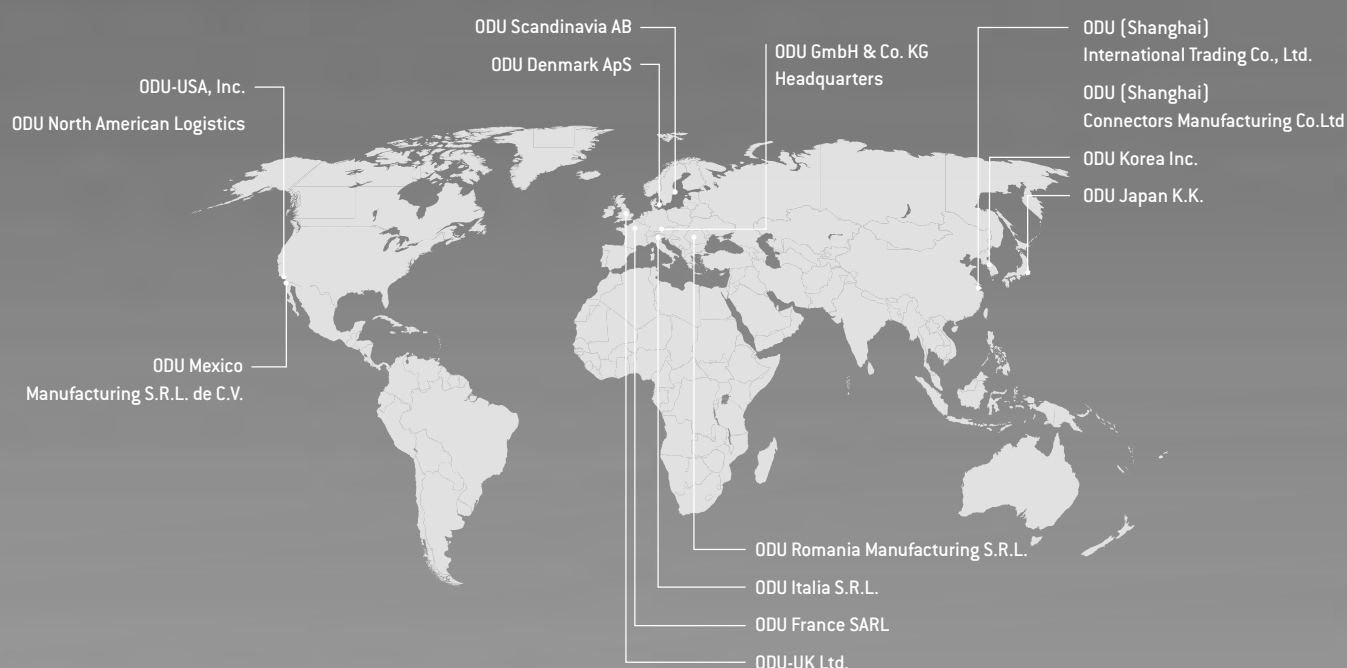 ODU Scandinavia AB
ODU Denmark ApS
ODU GmbH & Co. KG
Headquarters
ODU (Shanghai)
International Trading Co., Ltd.
ODU (Shanghai)
Connectors Manufacturing Co.Ltd
ODU Korea Inc.
ODU Japan K.K.
ODU-USA, Inc.
ODU North American Logistics
ODU Mexico
Manufacturing S.R.L. de C.V.
ODU Romania Manufacturing S.R.L.
ODU Italia S.R.L.
ODU France SARL
ODU-UK Ltd.